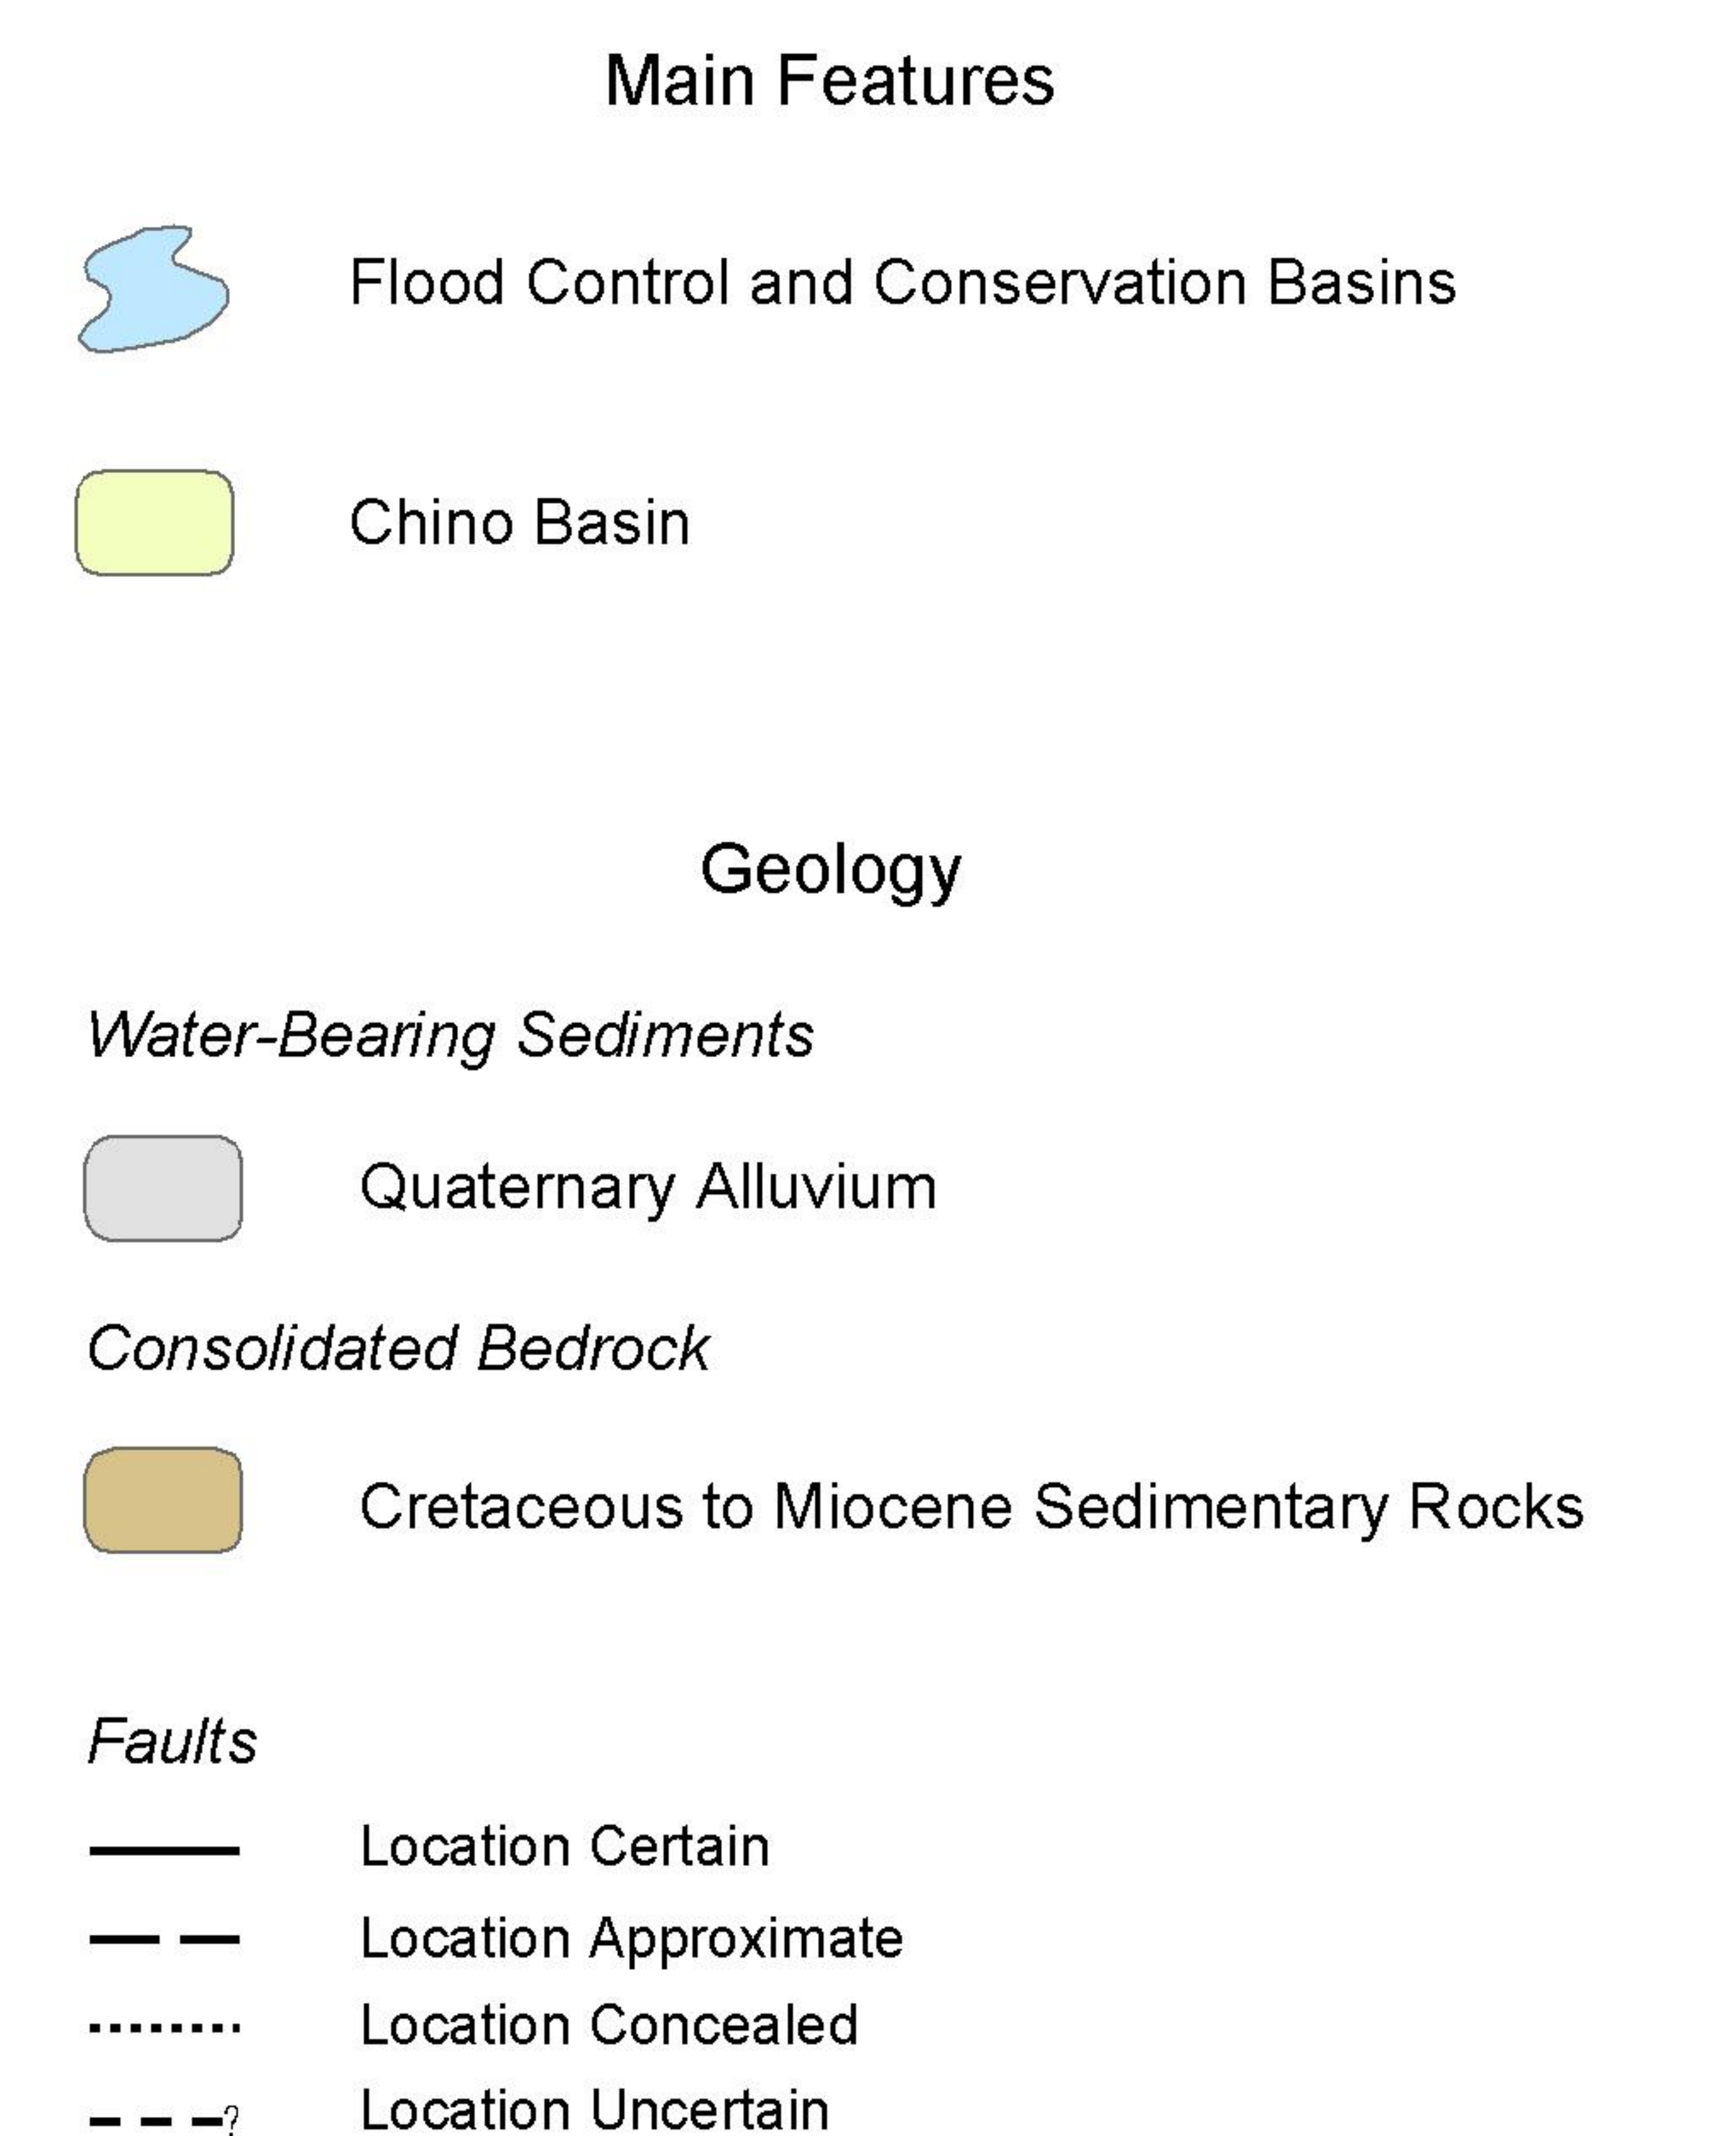 Main Features
Flood Control and Conservation Basins
Chino Basin
Geology
Water-Bearing Sediments
Quaternary Alluvium
Consolidated Bedrock
Cretaceous to Miocene Sedimentary Rocks
Faults
Location Certain
Location Approximate
Location Concealed
? Location Uncertain